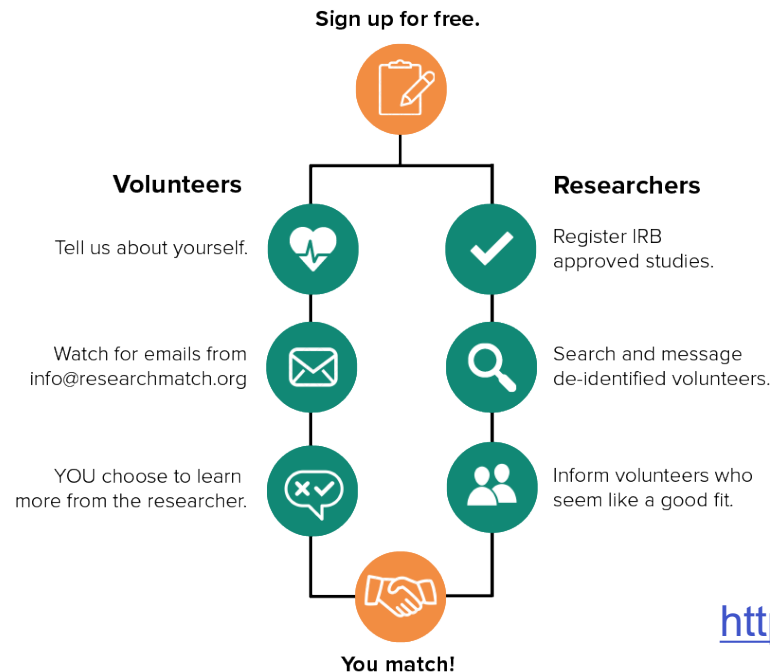 Sign up for free.
Volunteers
Tell us about yourself.
Watch for emails from
info@researchmatch.org
YOU choose to learn
more from the researcher.
Researchers
Register IRB
approved studies.
Search and message
de-identified volunteers.
Inform volunteers who
seem like a good fit.
You match!